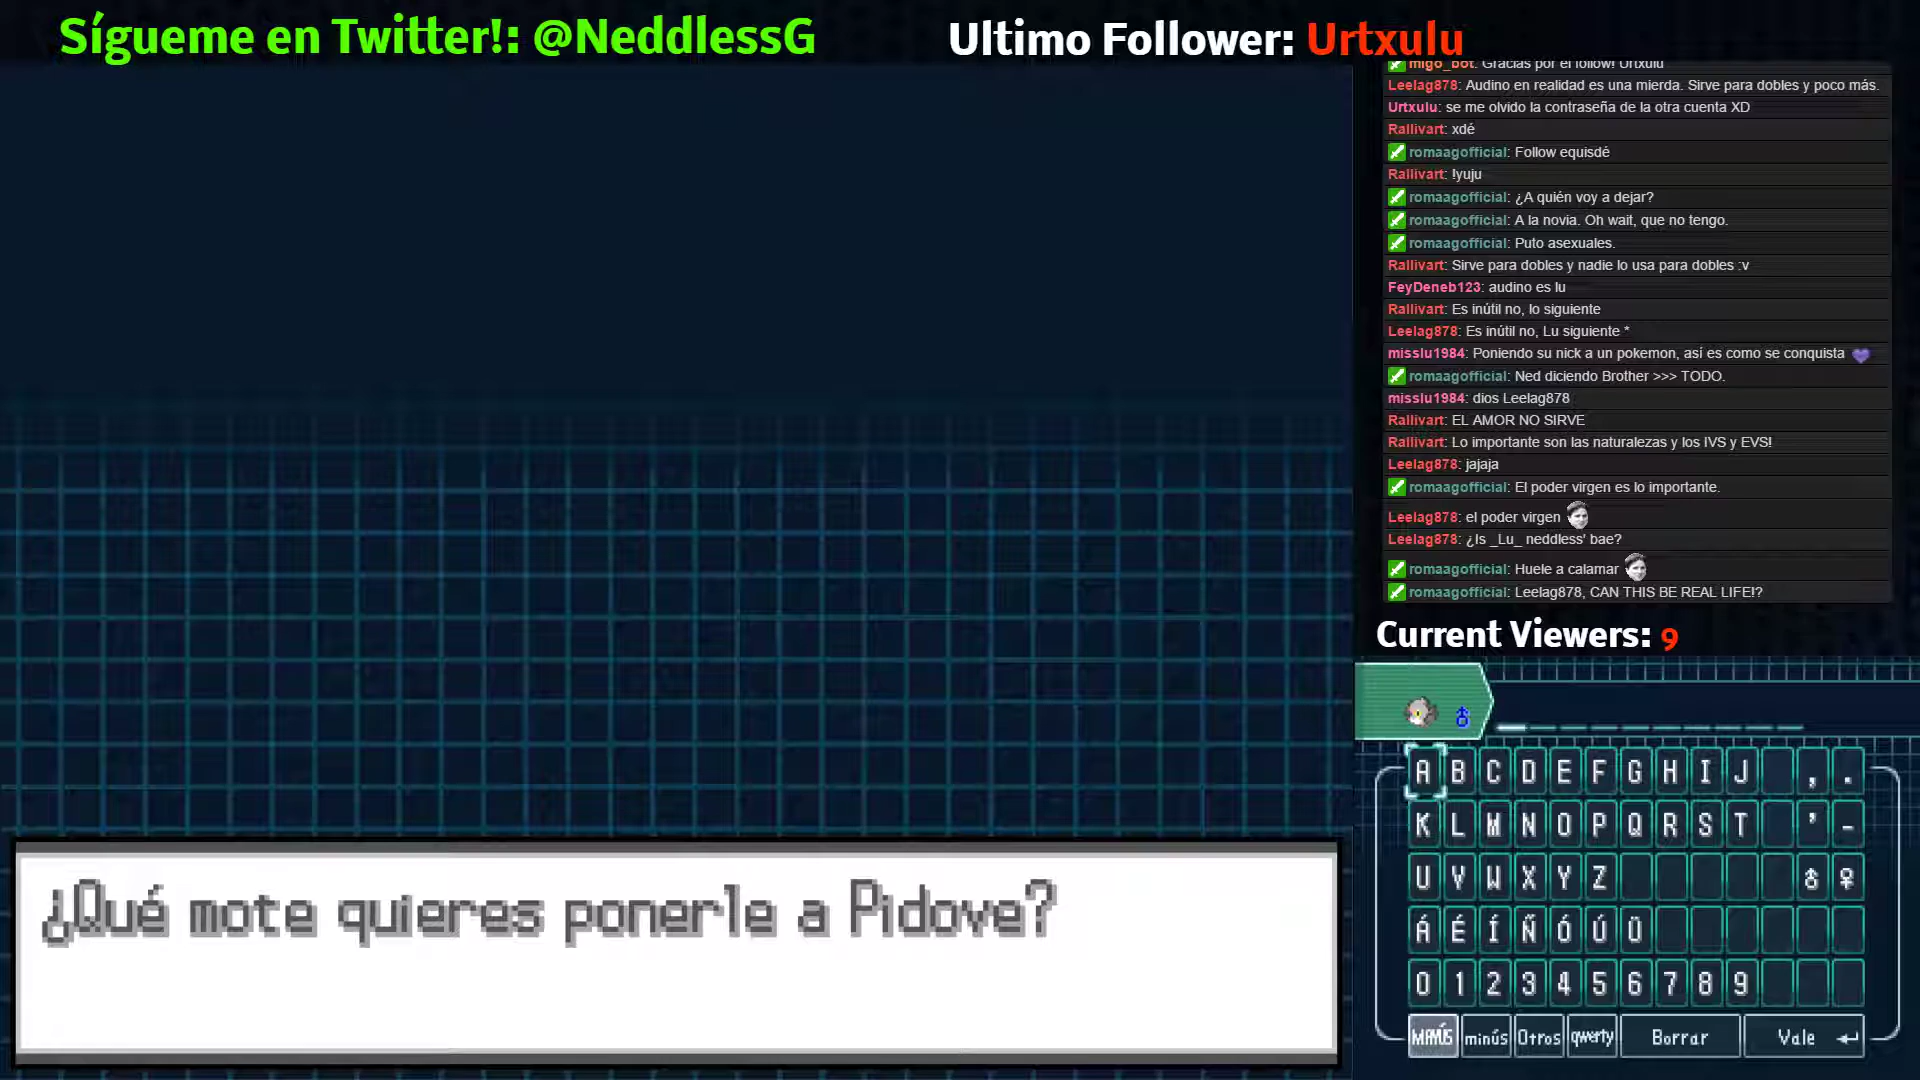 Sígueme en Twitter!: @NeddlessG
Ultimo Follower: Urtxulu
migo_bot: Gracias por el follow! Urtxulu
Leelag878: Audino en realidad es una mierda. Sirve para dobles y poco más.
Urtxulu: se me olvido la contraseña de la otra cuenta XD
Rallivart: xdé
romaagofficial: Follow equisdé
Rallivart: !yuju
romaagofficial: ¿A quién voy a dejar?
romaagofficial: A la novia. Oh wait, que no tengo.
romaagofficial: Puto asexuales.
Rallivart: Sirve para dobles y nadie lo usa para dobles :v
FeyDeneb123: audino es lu
Rallivart: Es inútil no, lo siguiente
Leelag878: Es inútil no, Lu siguiente *
misslu1984: Poniendo su nick a un pokemon, así es como se conquista
romaagofficial: Ned diciendo Brother >>> TODO.
misslu1984: dios Leelag878
Rallivart: EL AMOR NO SIRVE
Rallivart: Lo importante son las naturalezas y los IVS y EVS!
Leelag878: jajaja
romaagofficial: El poder virgen es lo importante.
Leelag878: el poder virgen
Leelag878: ¿Is _Lu_ neddless' bae?
romaagofficial: Huele a calamar
romaagofficial: Leelag878, CAN THIS BE REAL LIFE!?
Current Viewers: 9
♂
A B C D E F G H I J , .
K L M N O P Q R S T ' -
U V W X Y Z ♂ ♀
Á É Í Ñ Ó Ú Ü
0 1 2 3 4 5 6 7 8 9
MAYÚS minús Otros qwerty Borrar Vale
¿Qué mote quieres ponerle a Pidove?